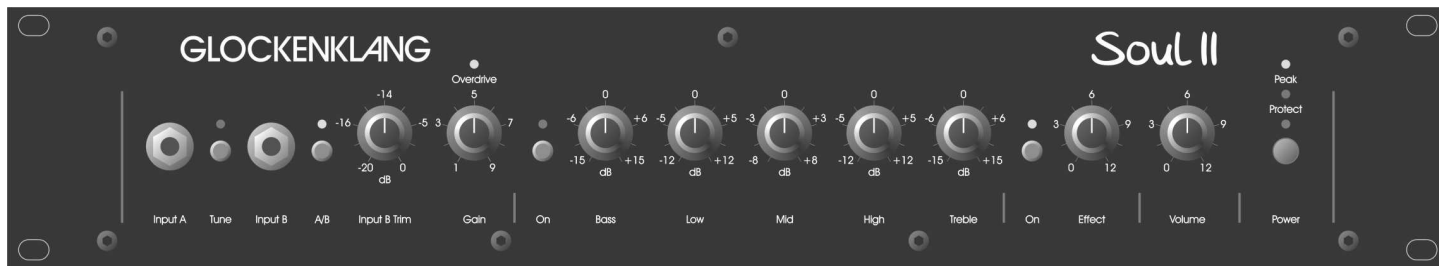 GLOCKENKLANG
Soul II
Overdrive
Peak
Protect
-20 -16 -14 -5 0
dB
1 3 5 7 9
-15 -6 0 +6 +15
dB
-12 -5 0 +5 +12
dB
-8 -3 0 +3 +8
dB
-12 -5 0 +5 +12
dB
-15 -6 0 +6 +15
dB
0 3 6 9 12
0 3 6 9 12
Input A Tune Input B A/B Input B Trim Gain On Bass Low Mid High Treble On Effect Volume Power